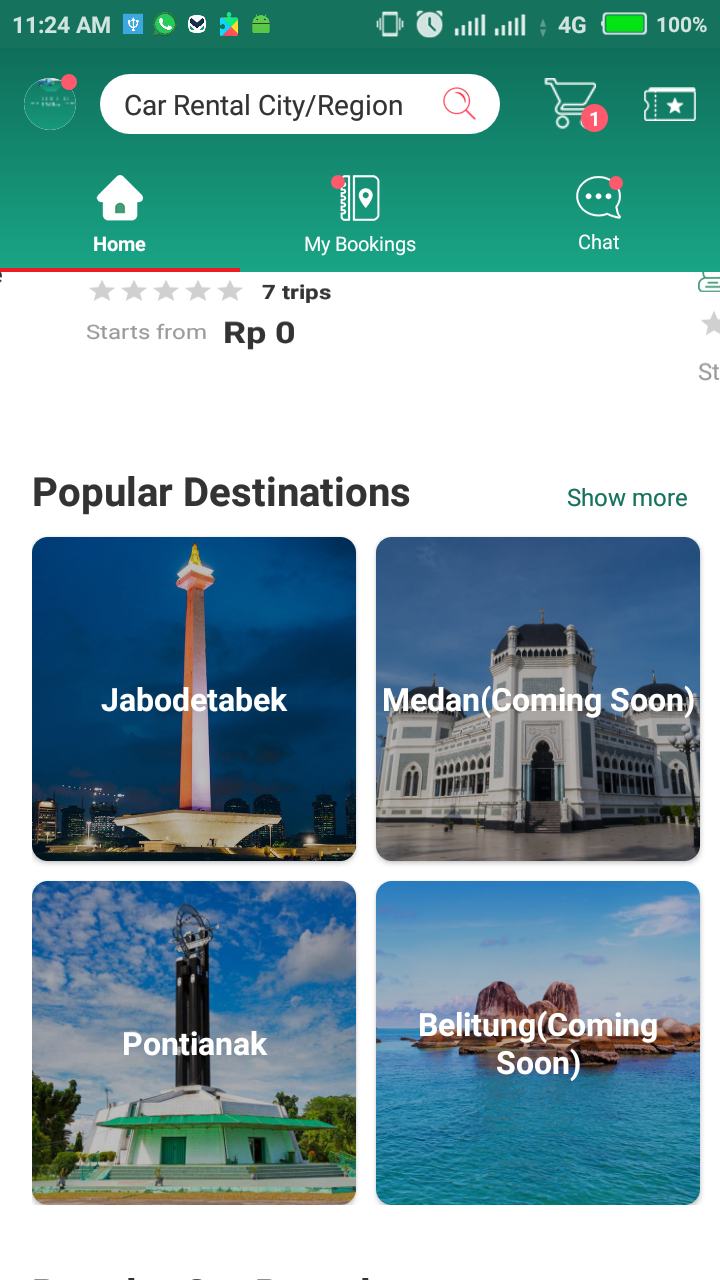 11:24 AM
4G
100%
Car Rental City/Region
1
Home
My Bookings
Chat
7 trips
Starts from Rp 0
St
Popular Destinations
Show more
Jabodetabek
Medan(Coming Soon)
Pontianak
Belitung(Coming
Soon)